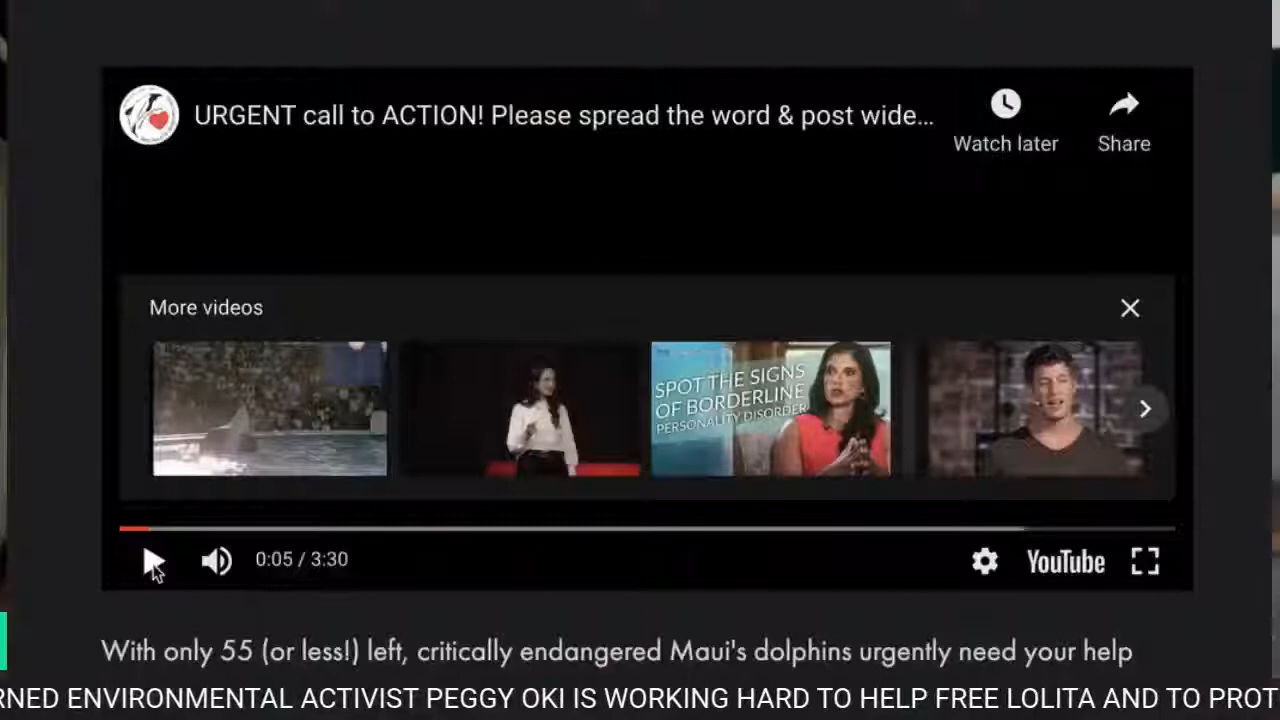 URGENT call to ACTION! Please spread the word & post wide...
Watch later
Share
More videos
SPOT THE SIGNS
OF BORDERLINE
PERSONALITY DISORDER
0:05 / 3:30
YouTube
With only 55 (or less!) left, critically endangered Maui's dolphins urgently need your help
RNED ENVIRONMENTAL ACTIVIST PEGGY OKI IS WORKING HARD TO HELP FREE LOLITA AND TO PROT